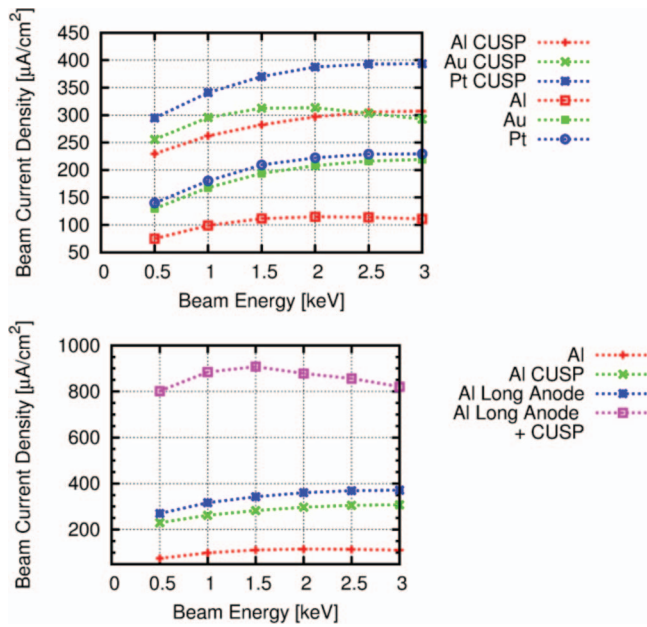 Beam Current Density [µA/cm²]
450
400
350
300
250
200
150
100
50
0
0.5
1
1.5
2
2.5
3
Beam Energy [keV]
Al CUSP
Au CUSP
Pt CUSP
Al
Au
Pt
Beam Current Density [µA/cm²]
1000
800
600
400
200
0
0.5
1
1.5
2
2.5
3
Beam Energy [keV]
Al
Al CUSP
Al Long Anode
Al Long Anode
+ CUSP